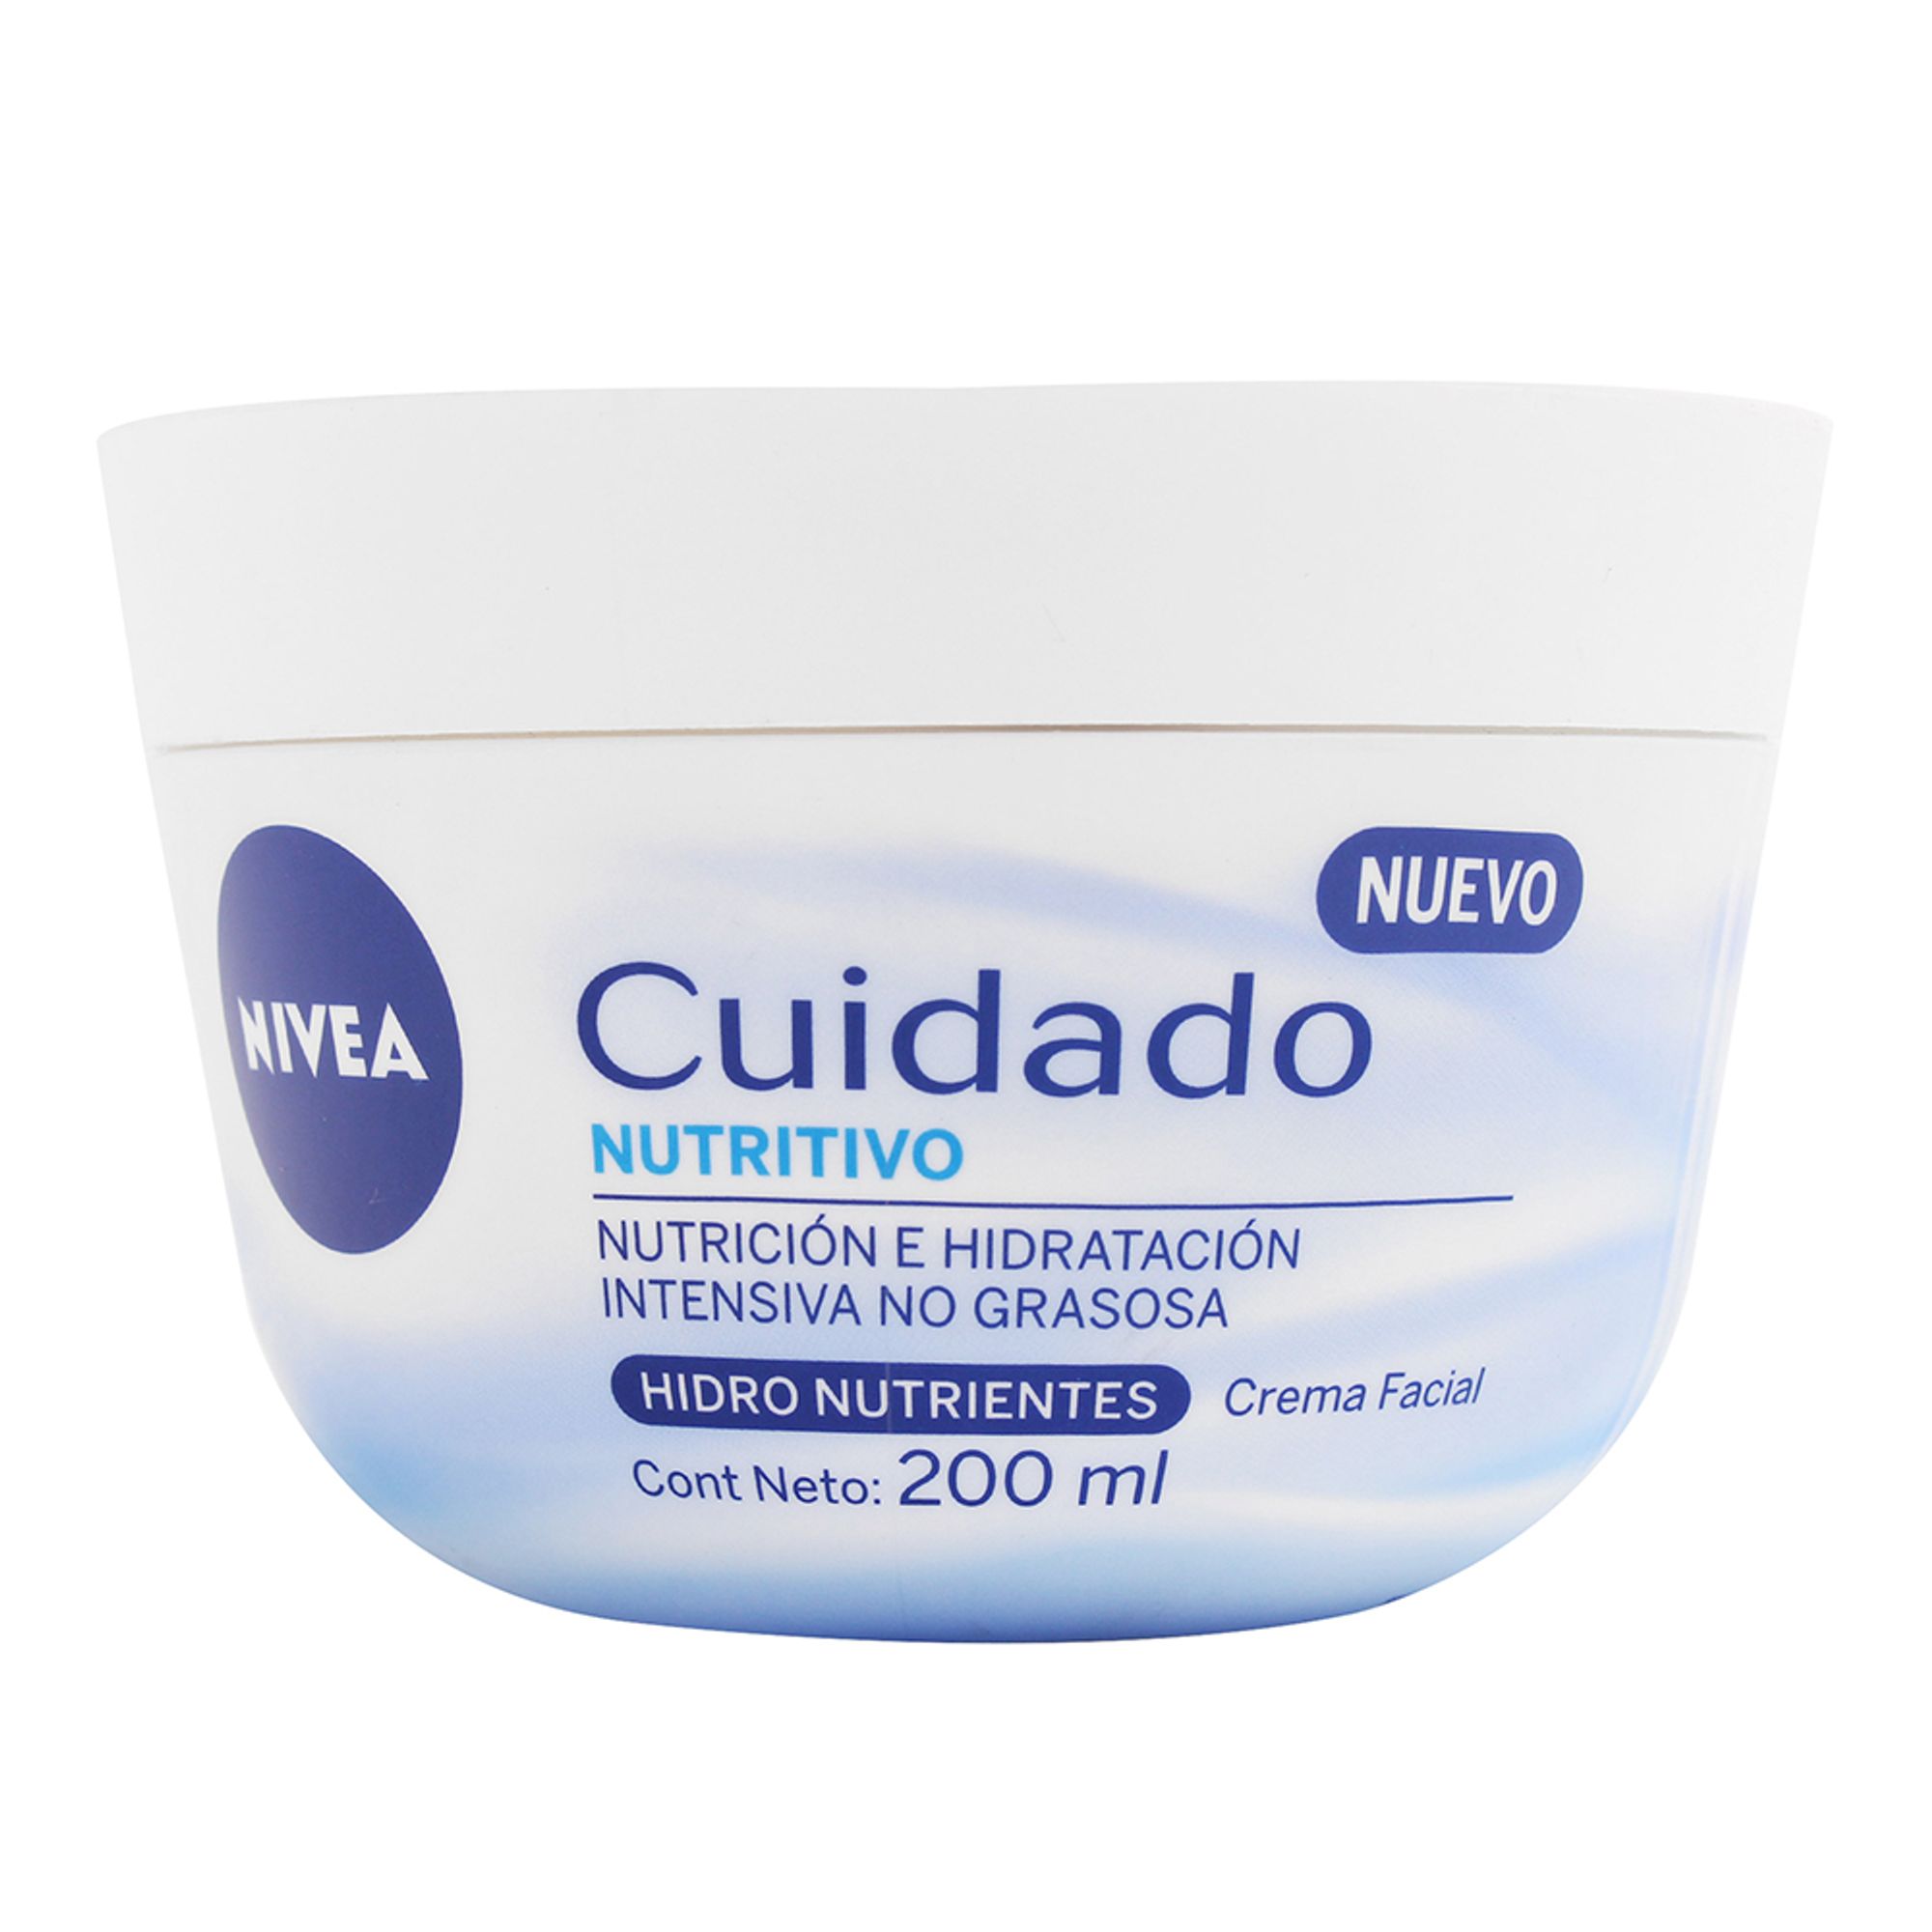 NIVEA
NUEVO
Cuidado
NUTRITIVO
NUTRICIÓN E HIDRATACIÓN
INTENSIVA NO GRASOSA
HIDRO NUTRIENTES Crema Facial
Cont Neto: 200 ml